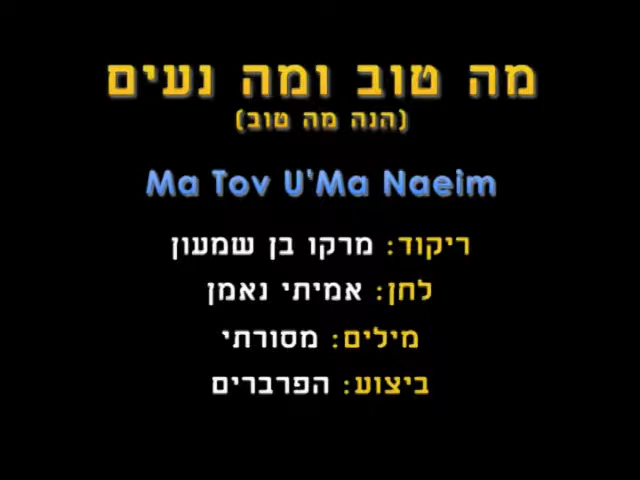 מה טוב ומה נעים
(הנה מה טוב)
Ma Tov U'Ma Naeim
ריקוד: מרקו בן שמעון
לחן: אמיתי נאמן
מילים: מסורתי
ביצוע: הפרברים